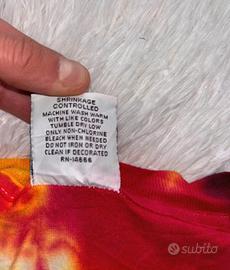 SHRINKAGE
CONTROLLED
MACHINE WASH WARM
WITH LIKE COLORS
TUMBLE DRY LOW
ONLY NON-CHLORINE
BLEACH WHEN NEEDED
DO NOT IRON OR DRY
CLEAN IF DECORATED
RN-14666
subito